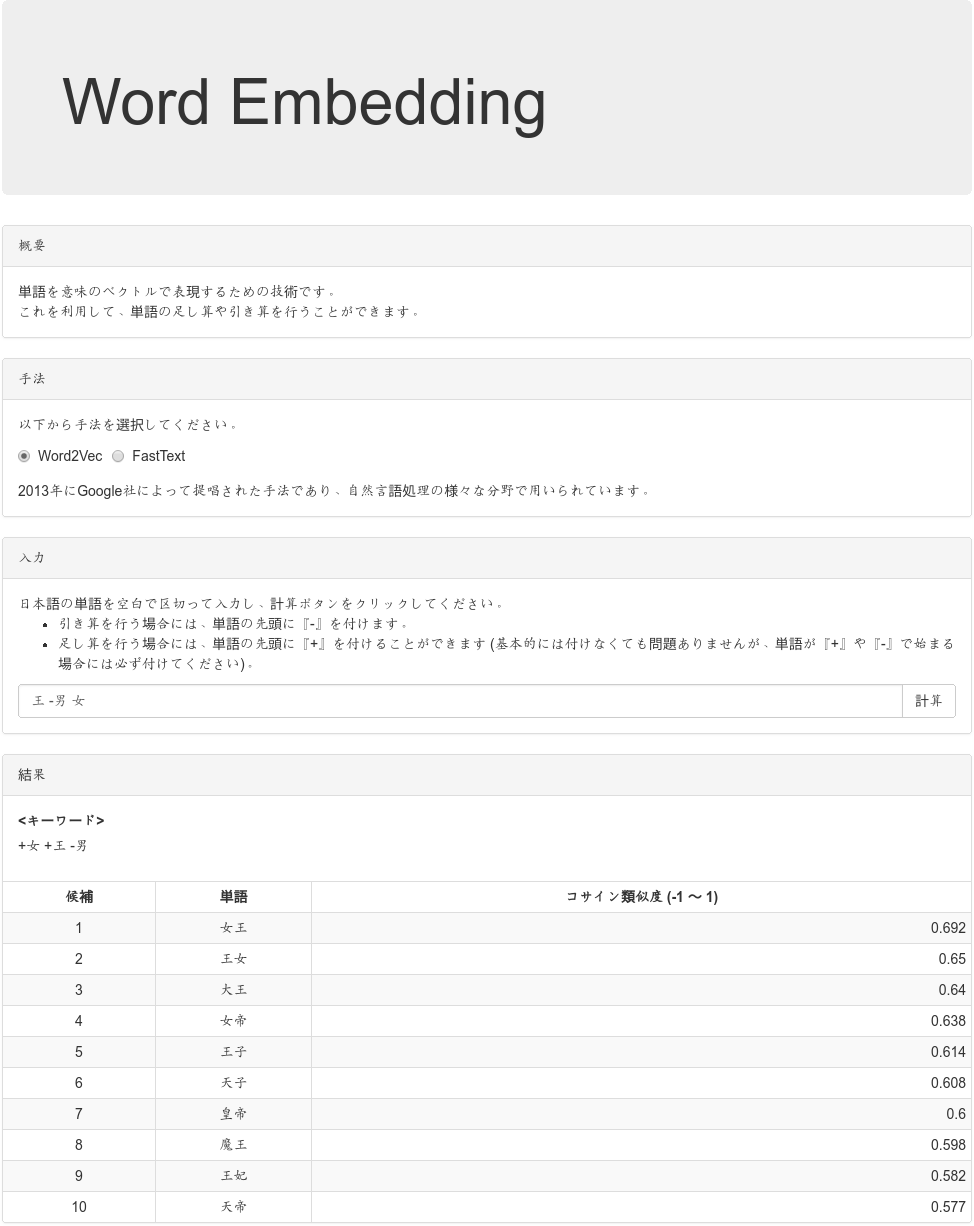 Word Embedding
概要
単語を意味のベクトルで表現するための技術です。
これを利用して、単語の足し算や引き算を行うことができます。
手法
以下から手法を選択してください。
Word2Vec FastText
2013年にGoogle社によって提唱された手法であり、自然言語処理の様々な分野で用いられています。
入力
日本語の単語を空白で区切って入力し、計算ボタンをクリックしてください。
引き算を行う場合には、単語の先頭に『-』を付けます。
足し算を行う場合には、単語の先頭に『+』を付けることができます (基本的には付けなくても問題ありませんが、単語が『+』や『-』で始まる
場合には必ず付けてください)。
王 -男 女 計算
結果
<キーワード>
+女 +王 -男
候補 単語 コサイン類似度 (-1 〜 1)
1 女王 0.692
2 王女 0.65
3 大王 0.64
4 女帝 0.638
5 王子 0.614
6 天子 0.608
7 皇帝 0.6
8 魔王 0.598
9 王妃 0.582
10 天帝 0.577